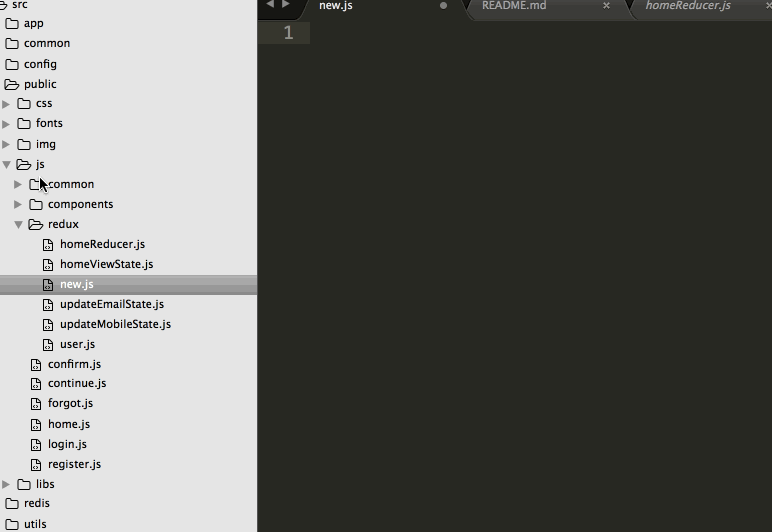 src
app
common
config
public
css
fonts
img
js
common
components
redux
homeReducer.js
homeViewState.js
new.js
updateEmailState.js
updateMobileState.js
user.js
confirm.js
continue.js
forgot.js
home.js
login.js
register.js
libs
redis
utils
new.js README.md × homeReducer.js ×
1